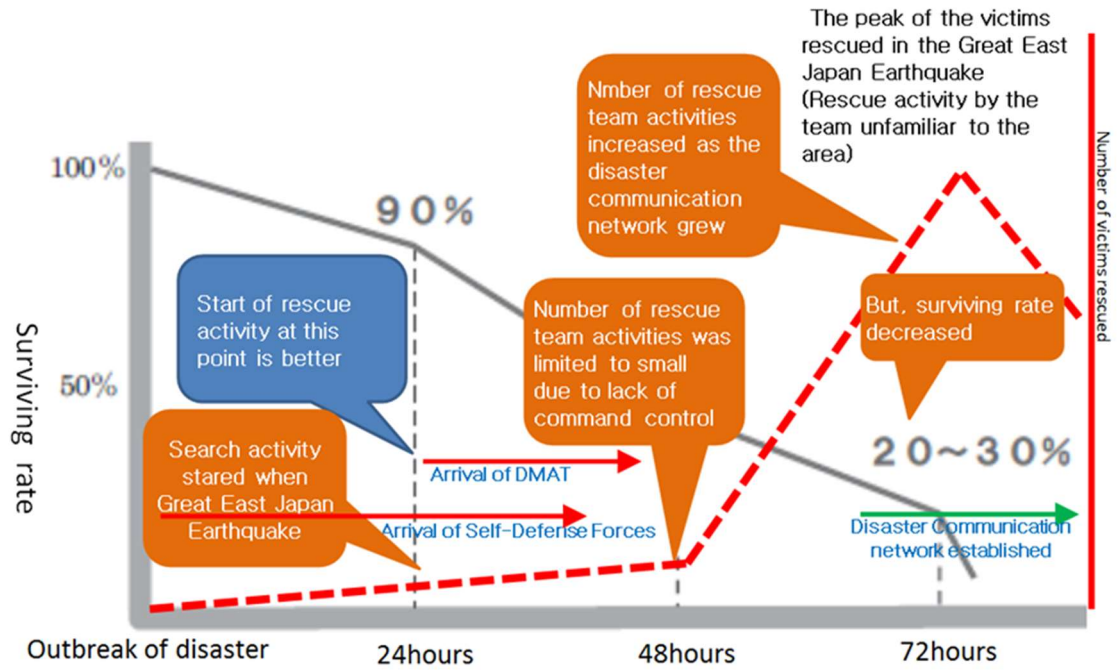 The peak of the victims
rescued in the Great East
Japan Earthquake
(Rescue activity by the
team unfamiliar to the
area)
Nmber of rescue
team activities
increased as the
disaster
communication
network grew
Number of victims rescued
100%
90%
Start of rescue
activity at this
point is better
Number of rescue
team activities was
limited to small
due to lack of
command control
But, surviving rate
decreased
Surviving rate
50%
Search activity
stared when
Great East Japan
Earthquake
20~30%
Arrival of DMAT
Arrival of Self-Defense Forces
Disaster Communication
network established
Outbreak of disaster
24hours
48hours
72hours